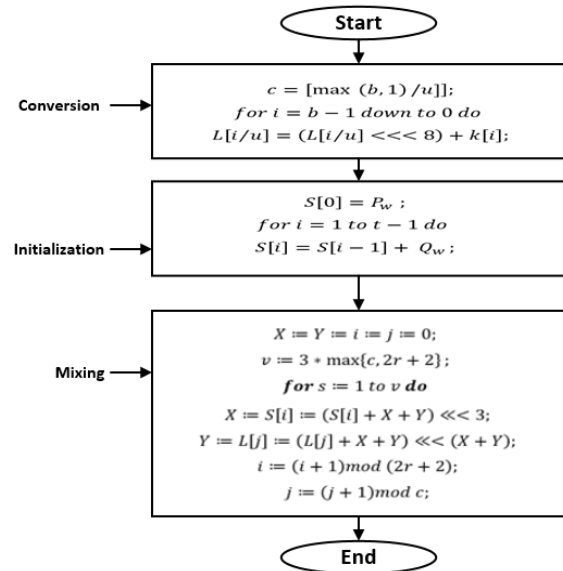 Start
Conversion
c = [max (b, 1) /u]];
for i = b − 1 down to 0 do
L[i/u] = (L[i/u] <<< 8) + k[i];
Initialization
S[0] = P_w ;
for i = 1 to t − 1 do
S[i] = S[i − 1] + Q_w ;
Mixing
X ≔ Y ≔ i ≔ j ≔ 0;
v ≔ 3 ∗ max{c, 2r + 2};
for s ≔ 1 to v do
X ≔ S[i] ≔ (S[i] + X + Y) ≪< 3;
Y ≔ L[j] ≔ (L[j] + X + Y) ≪< (X + Y);
i ≔ (i + 1)mod (2r + 2);
j ≔ (j + 1)mod c;
End